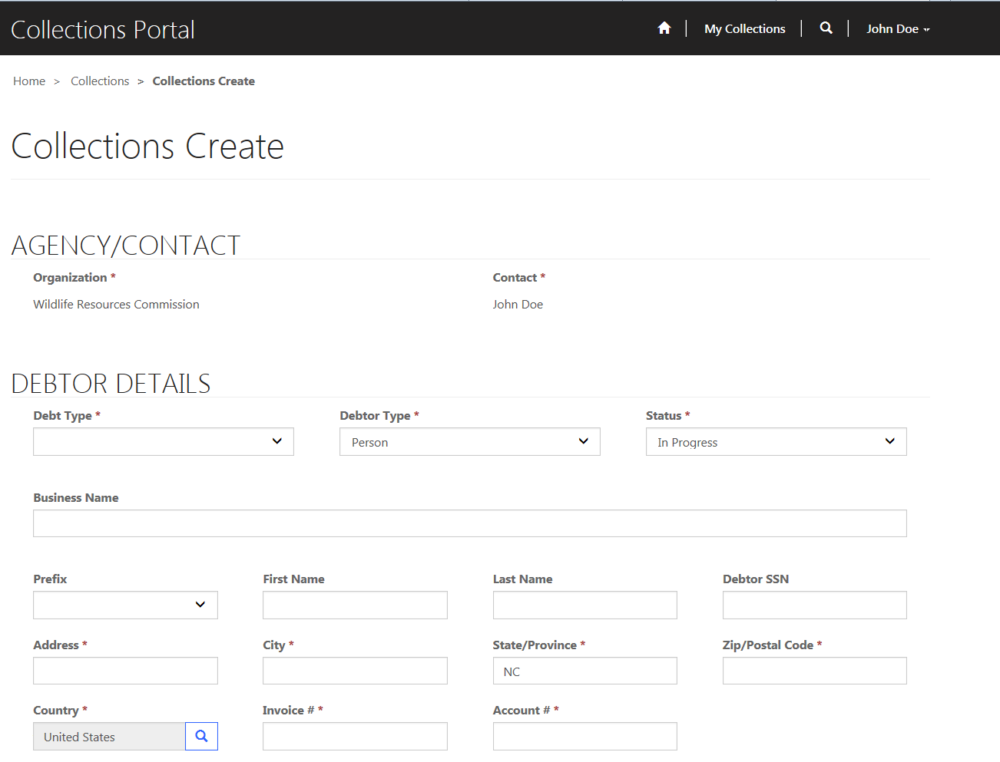 Collections Portal
My Collections
John Doe
Home > Collections > Collections Create
Collections Create
AGENCY/CONTACT
Organization * Contact *
Wildlife Resources Commission John Doe
DEBTOR DETAILS
Debt Type * Debtor Type * Status *
Person In Progress
Business Name
Prefix First Name Last Name Debtor SSN
Address * City * State/Province * Zip/Postal Code *
NC
Country * Invoice # * Account # *
United States